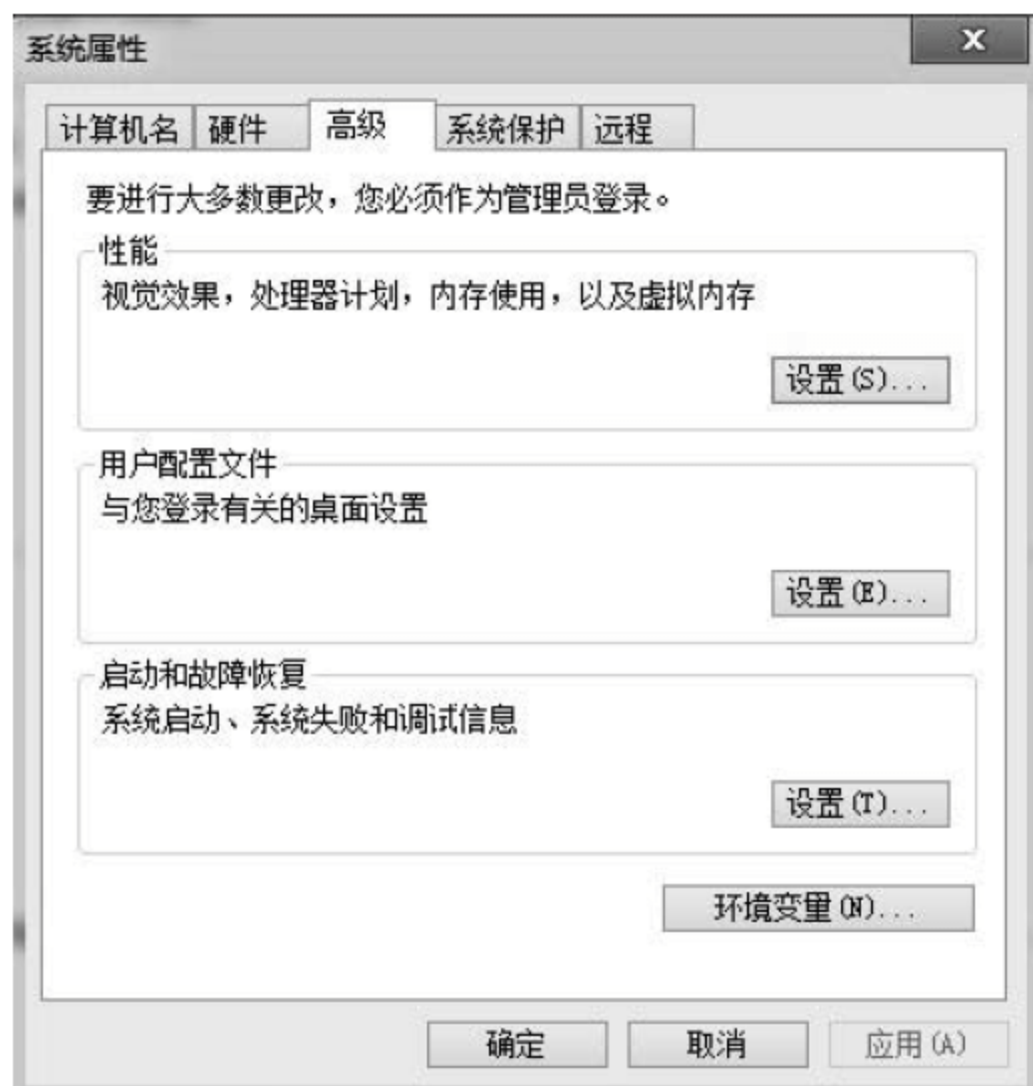 系统属性
X
计算机名 硬件 高级 系统保护 远程
要进行大多数更改，您必须作为管理员登录。
性能
视觉效果，处理器计划，内存使用，以及虚拟内存
设置(S)...
用户配置文件
与您登录有关的桌面设置
设置(E)...
启动和故障恢复
系统启动、系统失败和调试信息
设置(T)...
环境变量(N)...
确定 取消 应用(A)